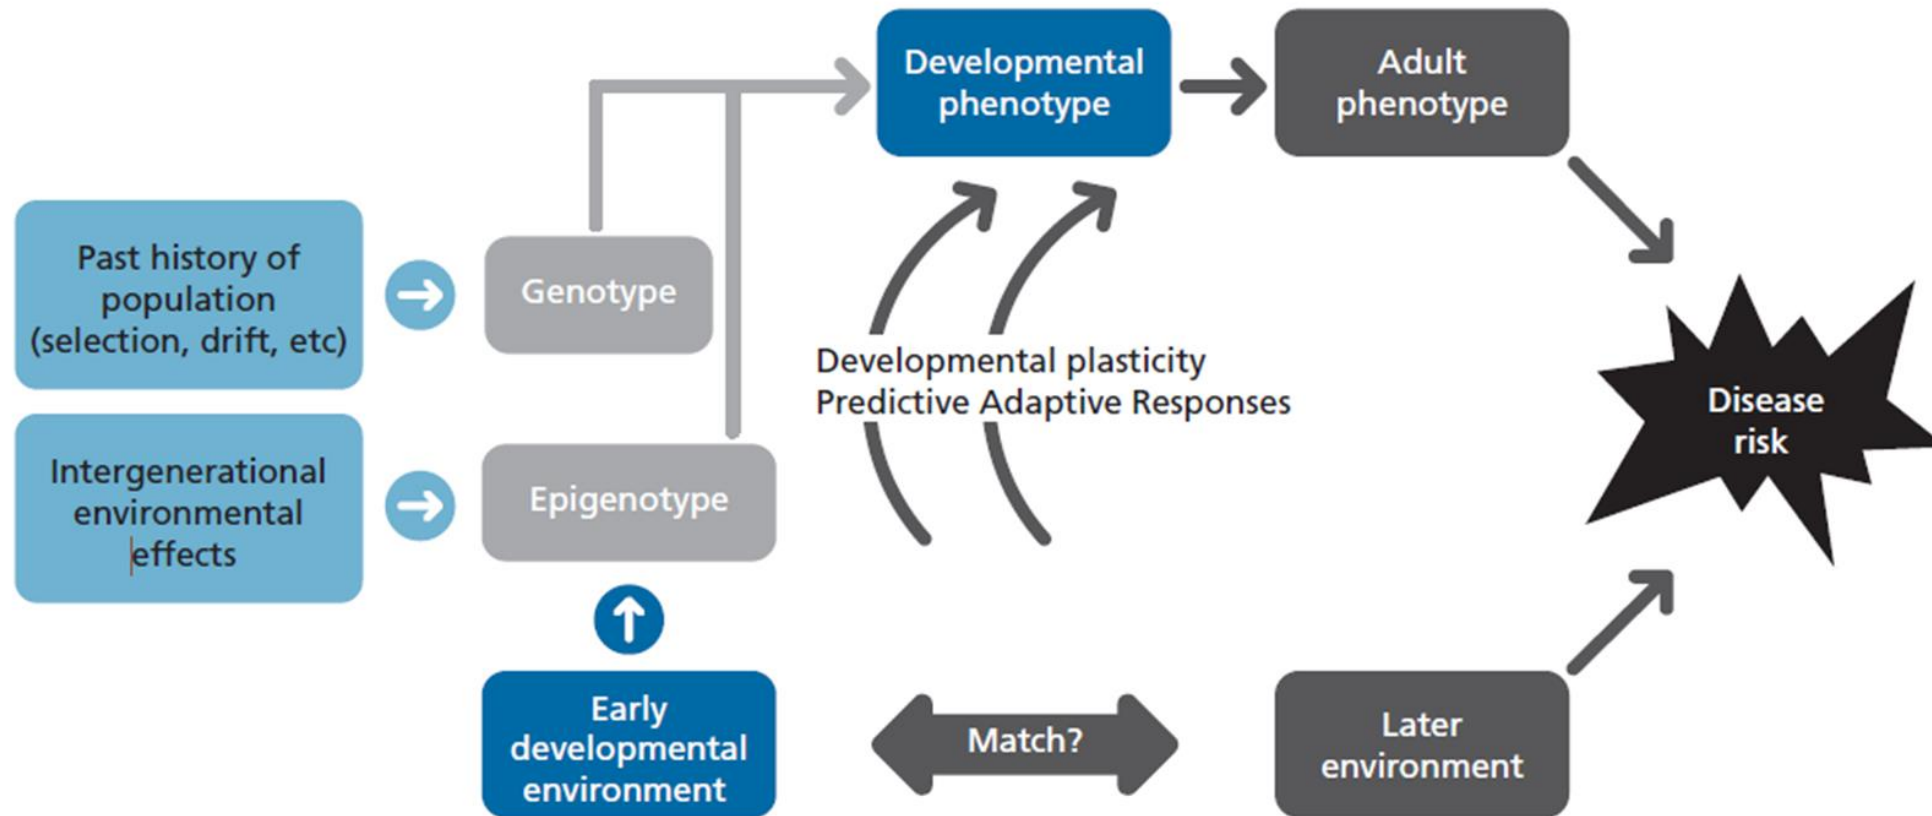 Developmental
phenotype
Adult
phenotype
Past history of
population
(selection, drift, etc)
Genotype
Developmental plasticity
Predictive Adaptive Responses
Disease
risk
Intergenerational
environmental
effects
Epigenotype
Early
developmental
environment
Match?
Later
environment